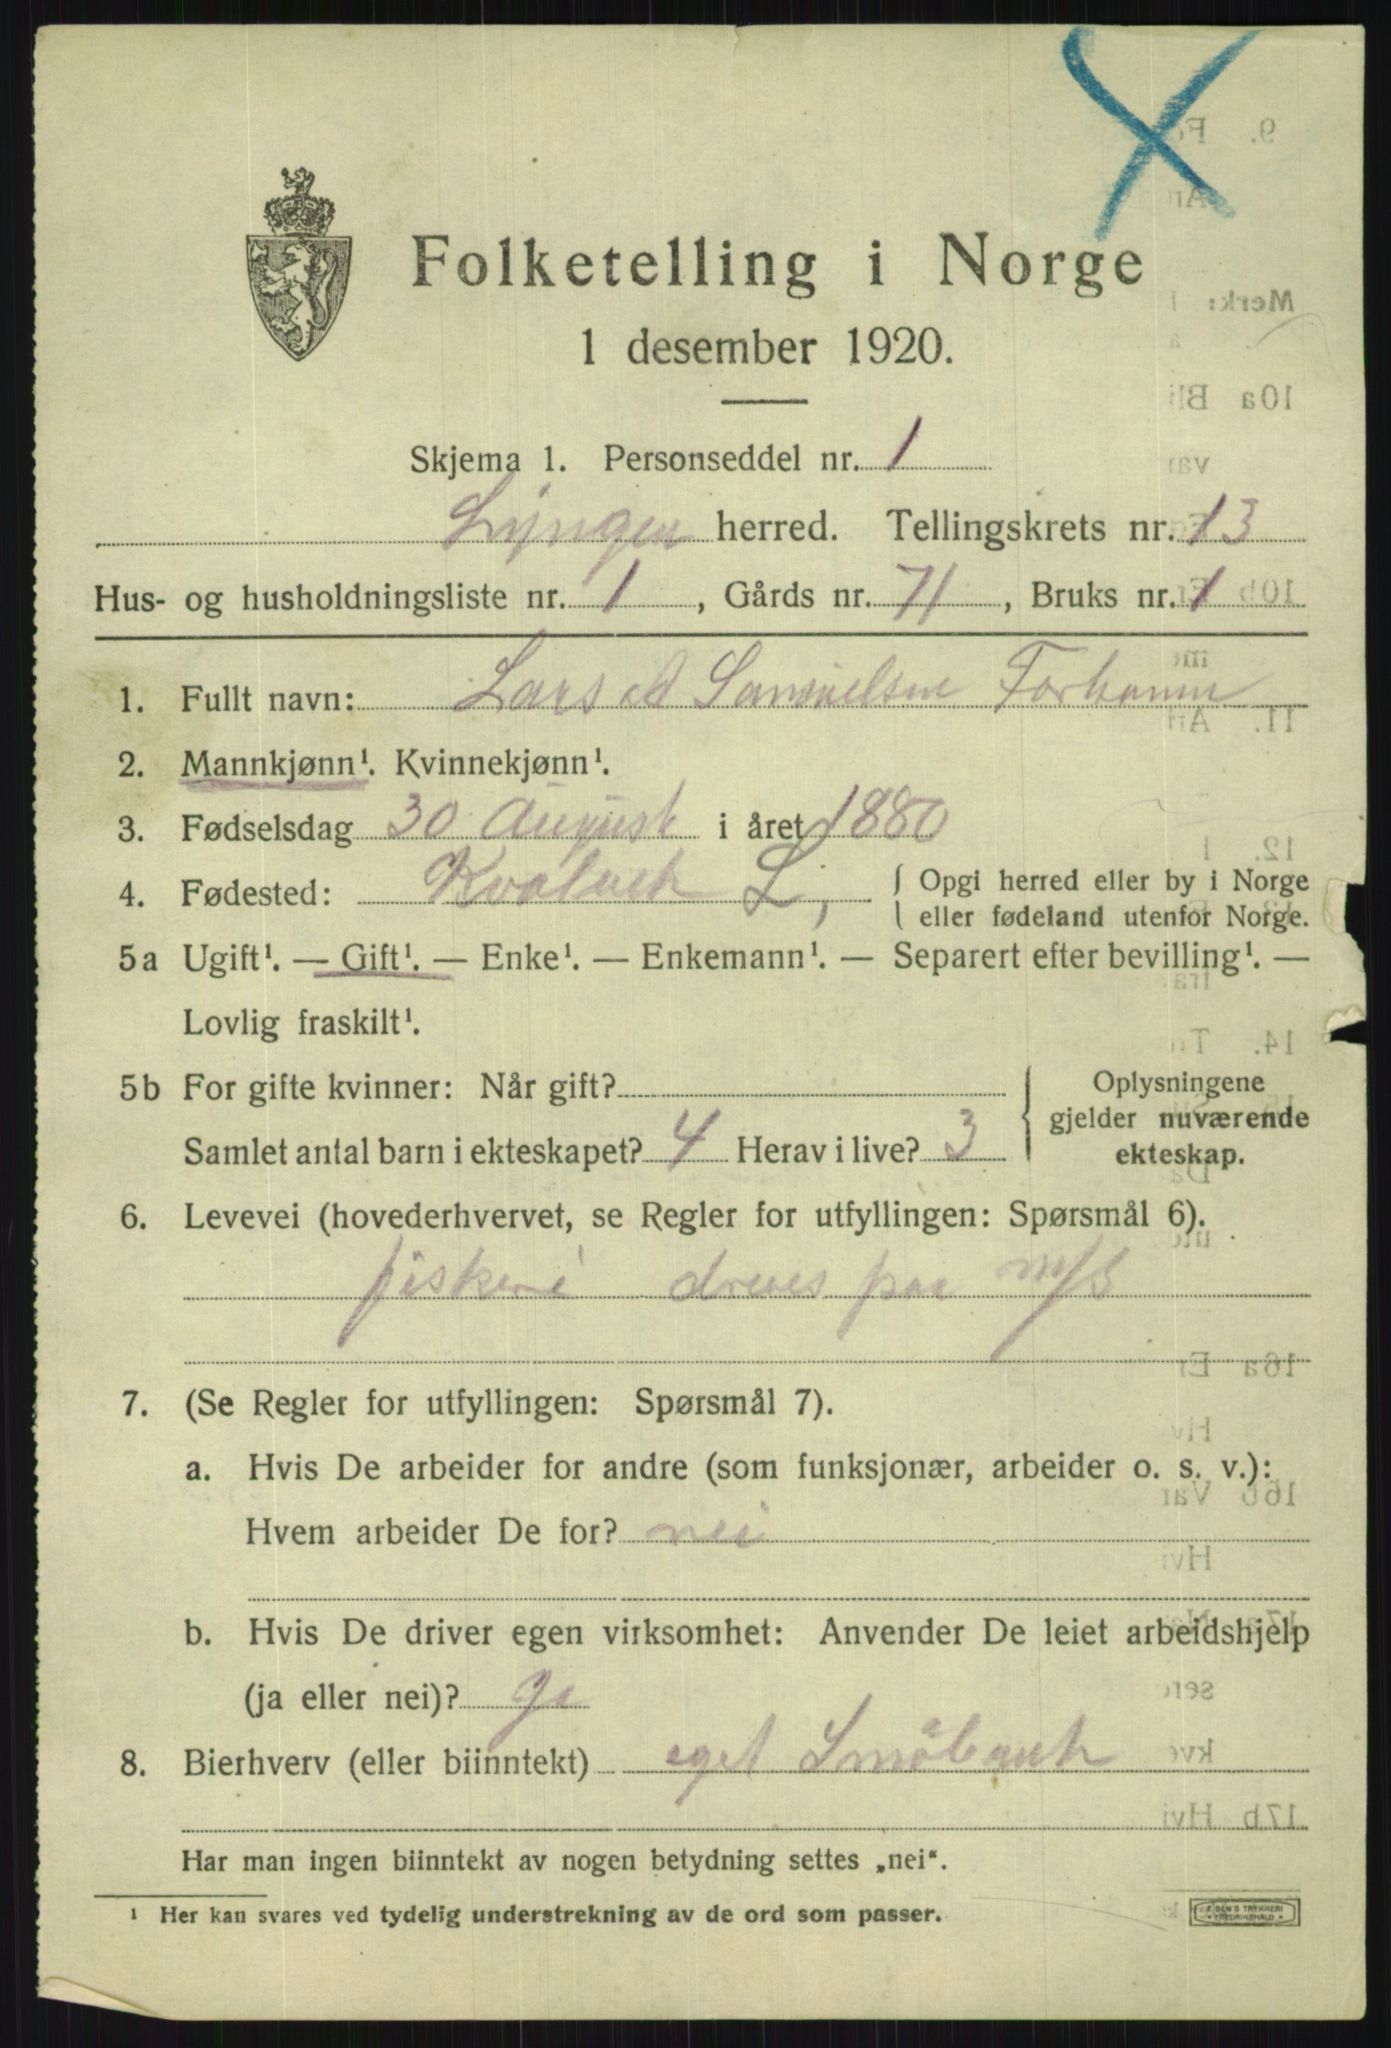 Folketelling i Norge
1 desember 1920.
Skjema 1. Personseddel nr. 1
Lyngen herred. Tellingskrets nr. 13
Hus- og husholdningsliste nr. 1, Gårds nr. 71, Bruks nr. 1
1. Fullt navn: Lars A Samuelsen
2. Mannkjønn¹. Kvinnekjønn¹.
3. Fødselsdag 30 August i året 1880
4. Fødested: L, { Opgi herred eller by i Norge
eller fødeland utenfor Norge.
5a Ugift¹. — Gift¹. — Enke¹. — Enkemann¹. — Separert efter bevilling¹. —
Lovlig fraskilt¹.
5b For gifte kvinner: Når gift?
Samlet antal barn i ekteskapet? 4 Herav i live? 3
Oplysningene
gjelder nuværende
ekteskap.
6. Levevei (hovederhvervet, se Regler for utfyllingen: Spørsmål 6).
fiskeri drives paa m/s
7. (Se Regler for utfyllingen: Spørsmål 7).
a. Hvis De arbeider for andre (som funksjonær, arbeider o. s. v.):
Hvem arbeider De for? nei
b. Hvis De driver egen virksomhet: Anvender De leiet arbeidshjelp
(ja eller nei)? ja
8. Bierhverv (eller biinntekt) eget Småbruk
Har man ingen biinntekt av nogen betydning settes „nei“.
¹ Her kan svares ved tydelig understrekning av de ord som passer.